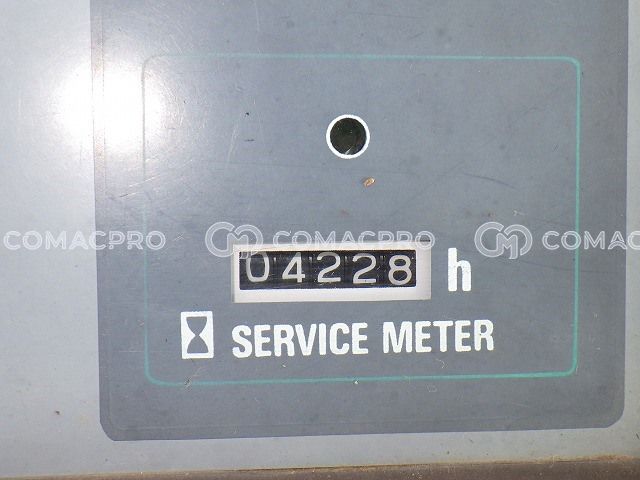 COMACPRO COMACPRO COMACPRO
04228 h
SERVICE METER